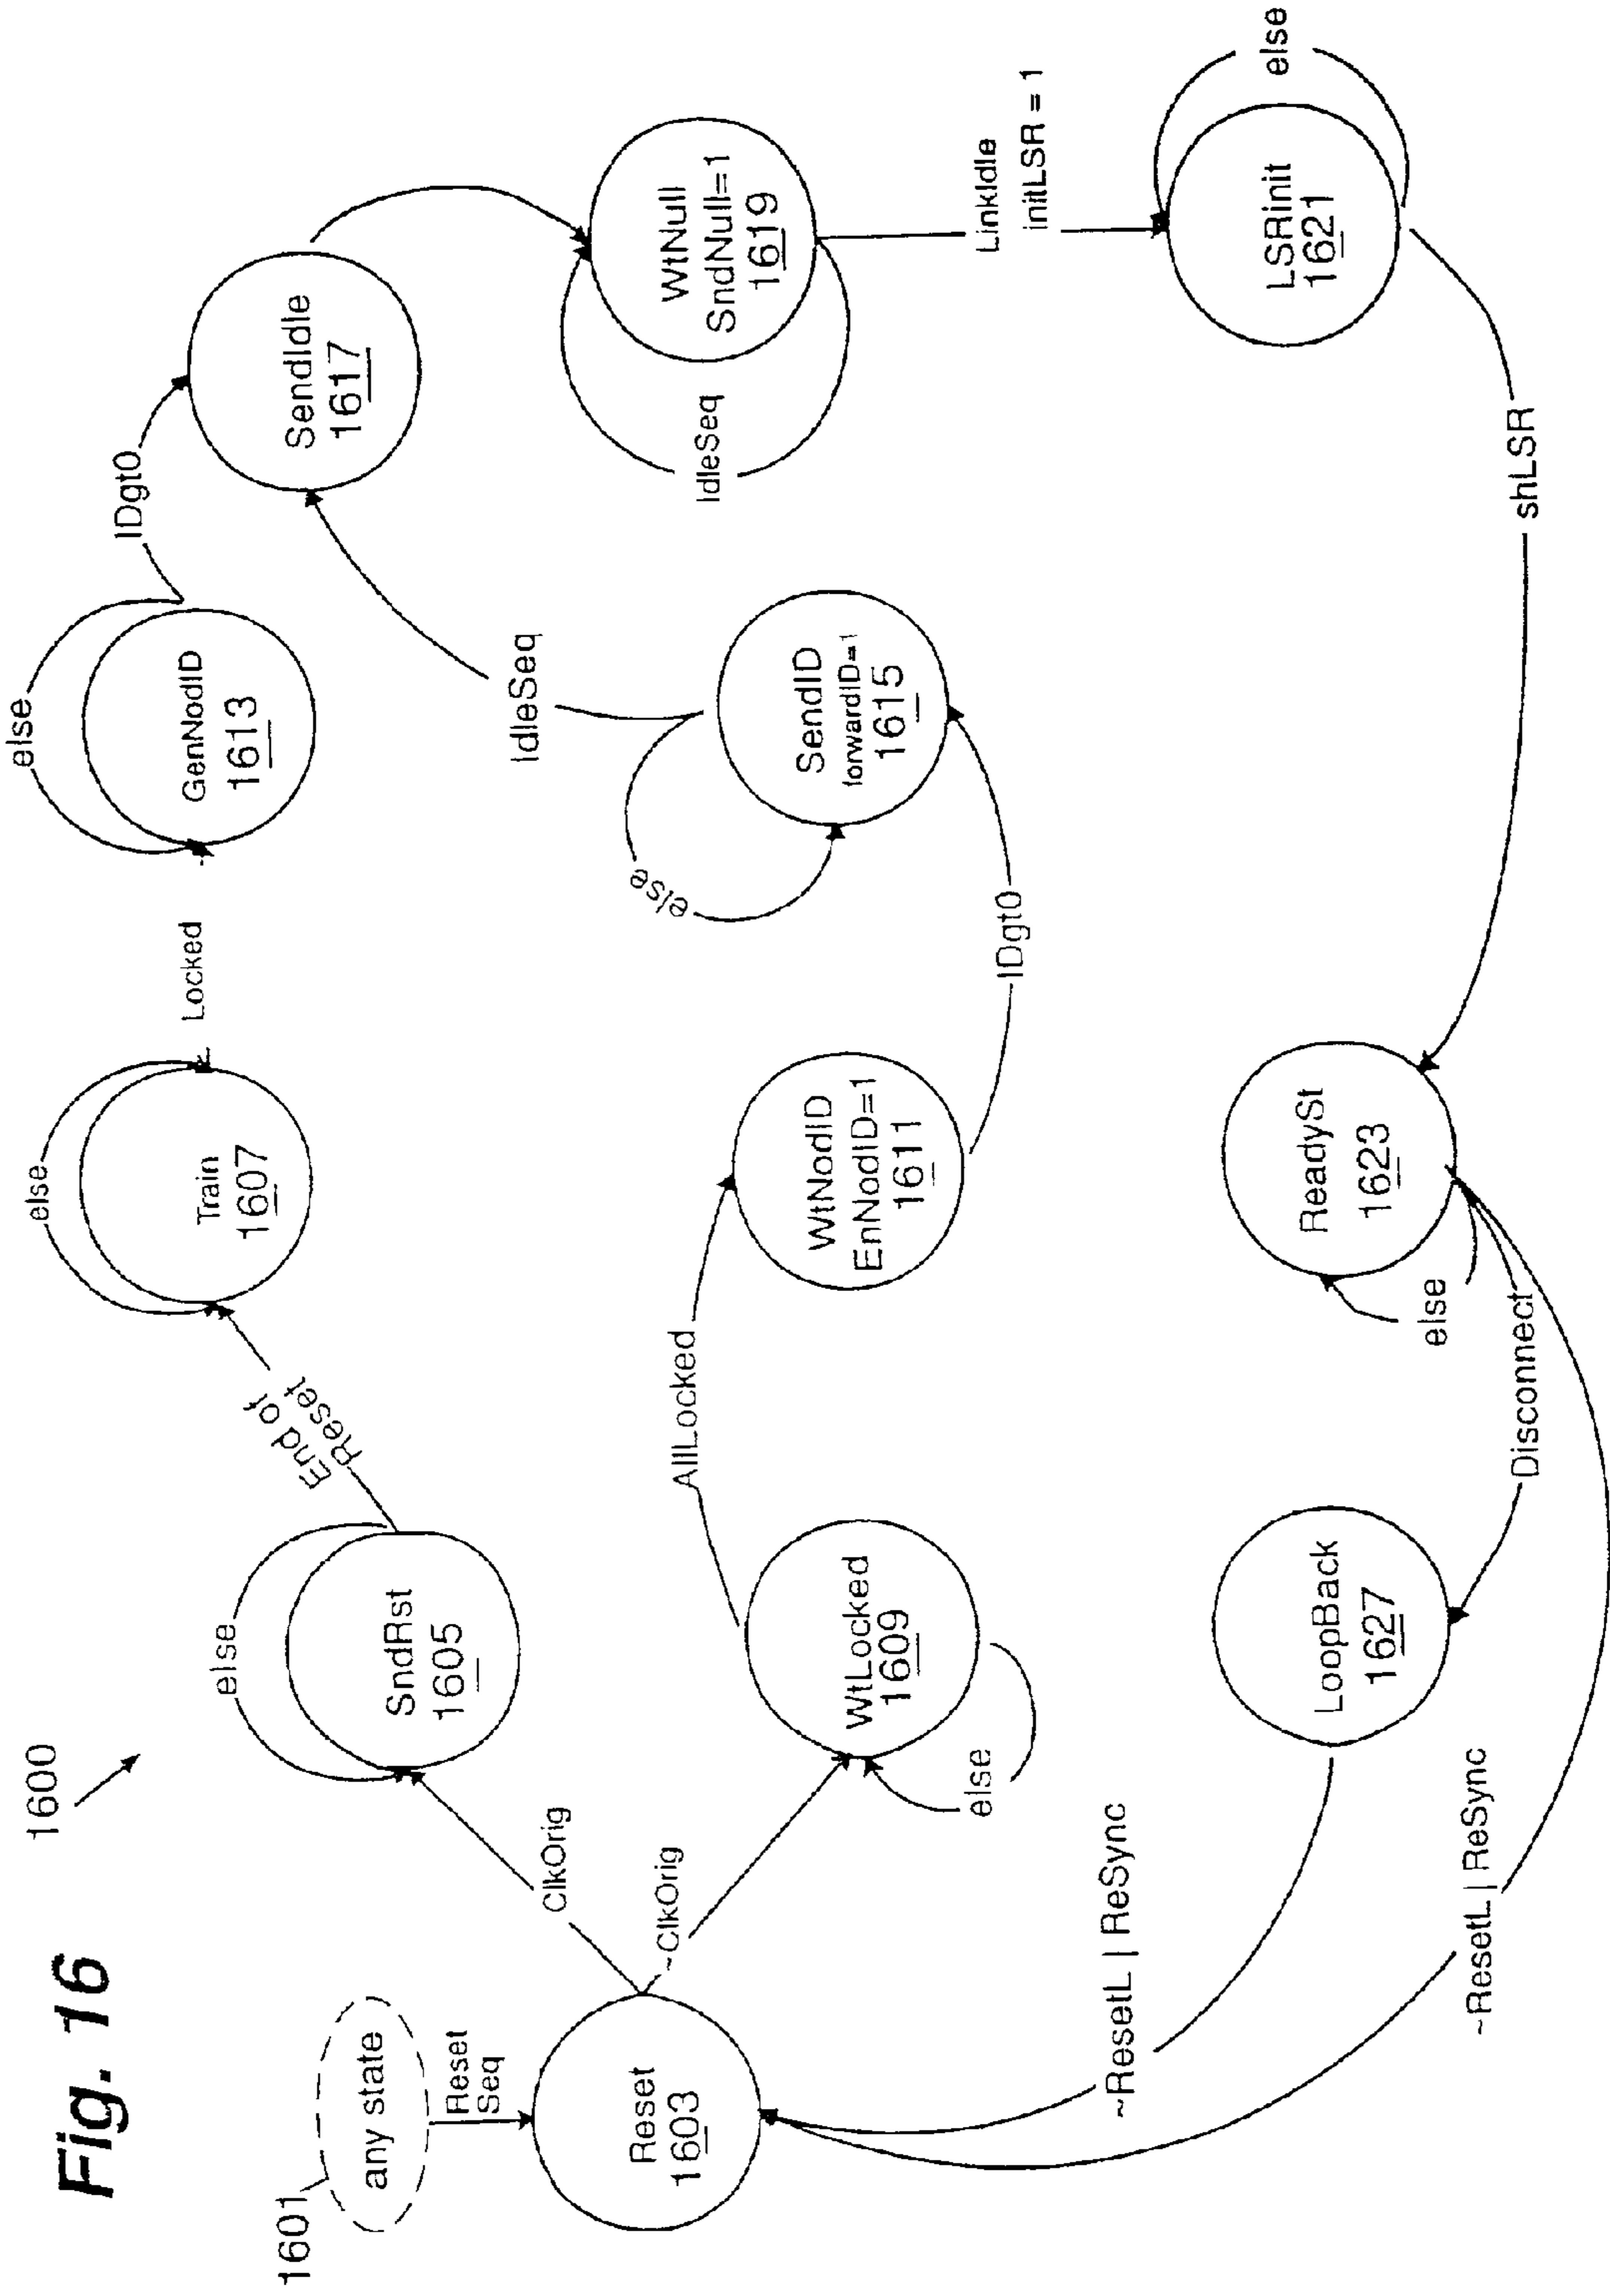 Fig. 16
1600
1601
any state
Reset
Seq
Reset
1603
ClkOrig
~ClkOrig
else
SndRst
1605
End of
Reset
else
Train
1607
Locked
else
GenNodID
1613
IDgt0
SendIdle
1617
WtLocked
1609
else
AllLocked
WtNodID
EnNodID=1
1611
IDgt0
else
SendID
forwardID=1
1615
IdleSeq
IdleSeq
WtNull
SndNull=1
1619
LinkIdle
initLSR = 1
LSRinit
1621
else
shLSR
ReadySt
1623
else
Disconnect
LoopBack
1627
~ResetL | ReSync
~ResetL | ReSync